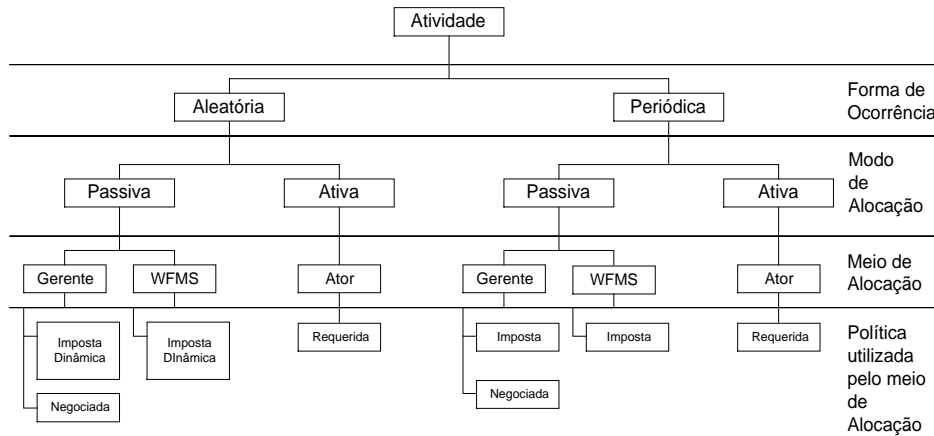 Atividade
Aleatória
Periódica
Forma de
Ocorrência
Passiva
Ativa
Passiva
Ativa
Modo
de
Alocação
Gerente
WFMS
Ator
Gerente
WFMS
Ator
Meio de
Alocação
Imposta
Dinâmica
Imposta
DInâmica
Requerida
Imposta
Imposta
Requerida
Negociada
Negociada
Política
utilizada
pelo meio
de
Alocação